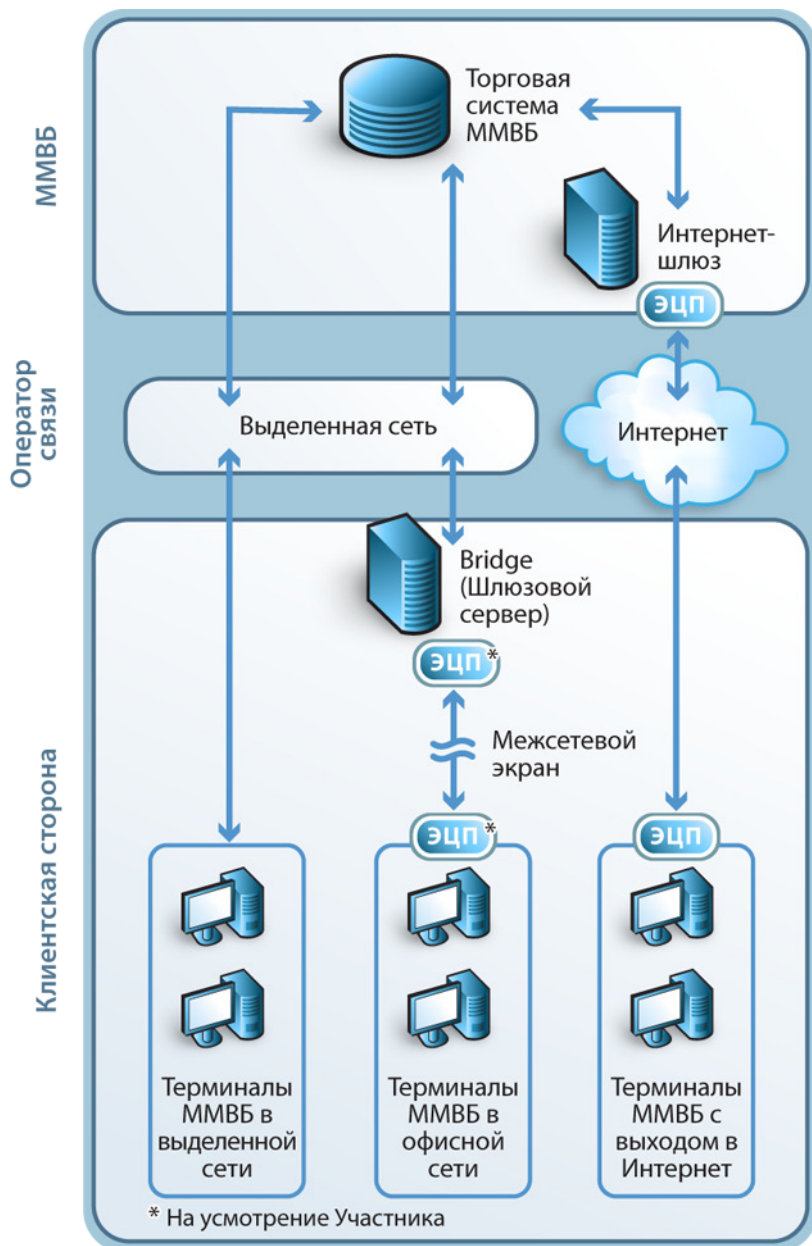 ММВБ
Торговая
система
ММВБ
Интернет-
шлюз
ЭЦП
Оператор
связи
Выделенная сеть
Интернет
Клиентская сторона
Bridge
(Шлюзовой
сервер)
ЭЦП*
Межсетевой
экран
ЭЦП*
ЭЦП
Терминалы
ММВБ в
выделенной
сети
Терминалы
ММВБ в
офисной
сети
Терминалы
ММВБ с
выходом в
Интернет
* На усмотрение Участника